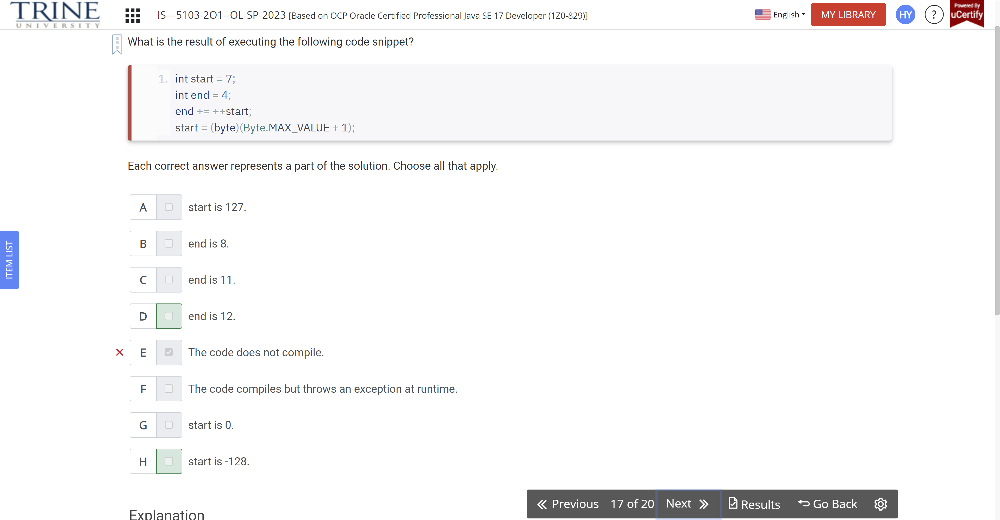 TRINE
UNIVERSITY
IS---5103-2O1--OL-SP-2023 [Based on OCP Oracle Certified Professional Java SE 17 Developer (1Z0-829)]
English
MY LIBRARY
HY
?
Powered By
uCertify
What is the result of executing the following code snippet?
1. int start = 7;
int end = 4;
end += ++start;
start = (byte)(Byte.MAX_VALUE + 1);
Each correct answer represents a part of the solution. Choose all that apply.
A start is 127.
B end is 8.
C end is 11.
D end is 12.
E The code does not compile.
F The code compiles but throws an exception at runtime.
G start is 0.
H start is -128.
ITEM LIST
Explanation
Previous 17 of 20 Next Results Go Back